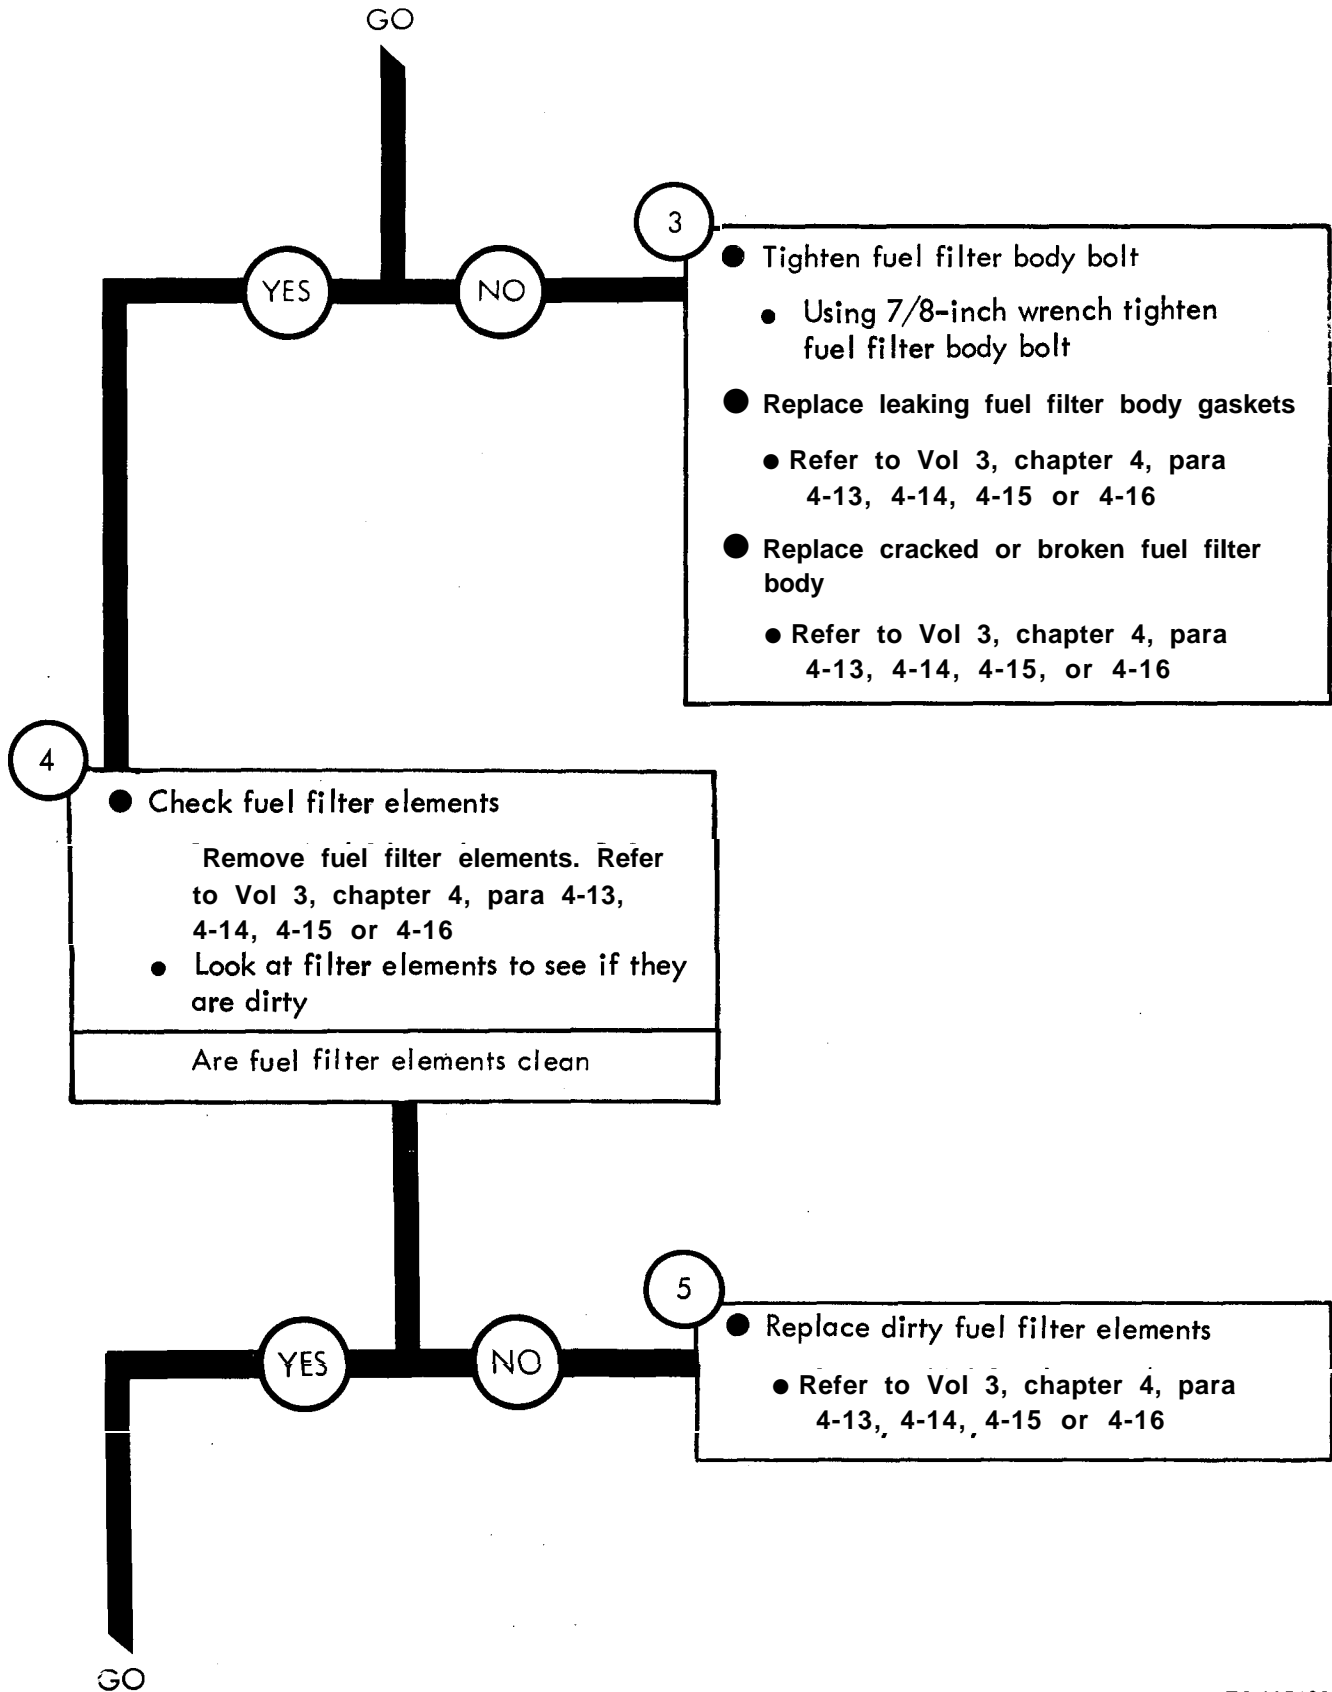 GO
YES
NO
3
● Tighten fuel filter body bolt
● Using 7/8-inch wrench tighten
fuel filter body bolt
● Replace leaking fuel filter body gaskets
● Refer to Vol 3, chapter 4, para
4-13, 4-14, 4-15 or 4-16
● Replace cracked or broken fuel filter
body
● Refer to Vol 3, chapter 4, para
4-13, 4-14, 4-15, or 4-16
4
● Check fuel filter elements
Remove fuel filter elements. Refer
to Vol 3, chapter 4, para 4-13,
4-14, 4-15 or 4-16
● Look at filter elements to see if they
are dirty
Are fuel filter elements clean
YES
NO
5
● Replace dirty fuel filter elements
● Refer to Vol 3, chapter 4, para
4-13, 4-14, 4-15 or 4-16
GO